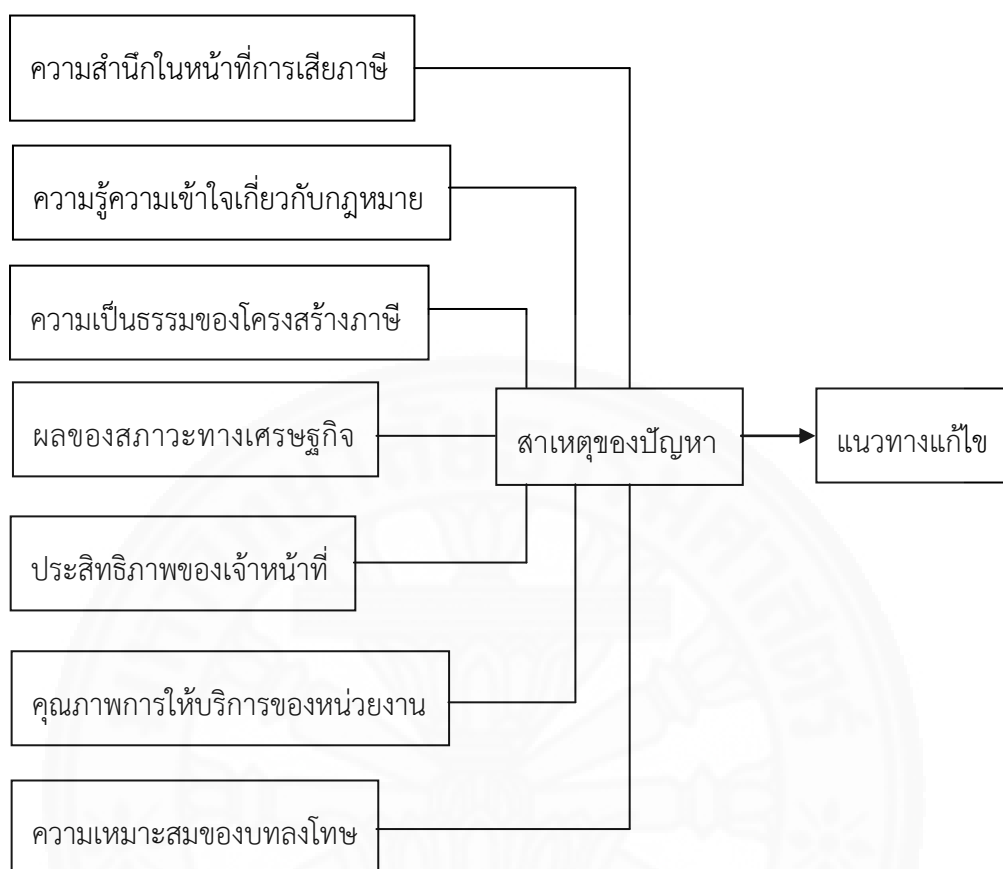 ความสำนึกในหน้าที่การเสียภาษี
ความรู้ความเข้าใจเกี่ยวกับกฎหมาย
ความเป็นธรรมของโครงสร้างภาษี
ผลของสภาวะทางเศรษฐกิจ
สาเหตุของปัญหา
แนวทางแก้ไข
ประสิทธิภาพของเจ้าหน้าที่
คุณภาพการให้บริการของหน่วยงาน
ความเหมาะสมของบทลงโทษ